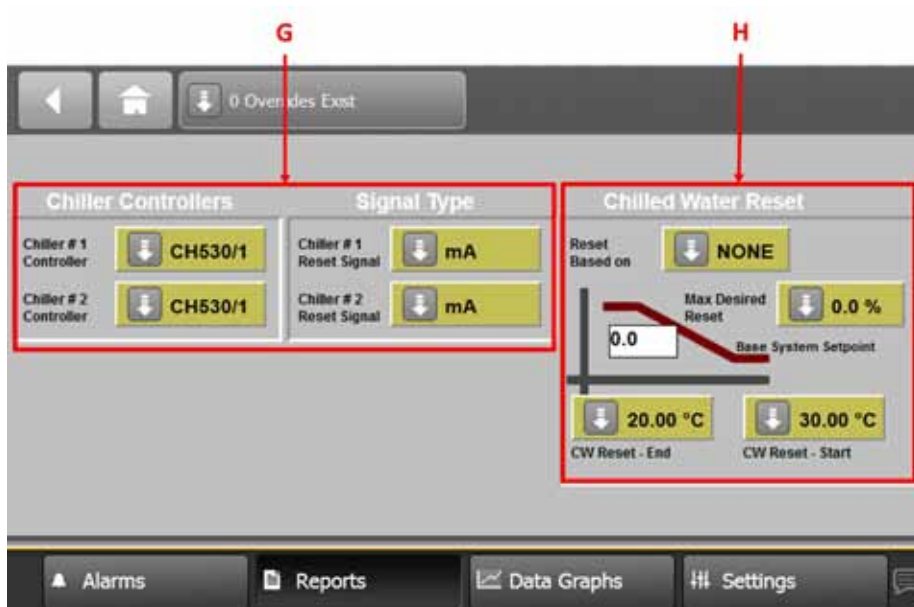 G
H
0 Overrides Exist
Chiller Controllers
Signal Type
Chilled Water Reset
Chiller # 1
Controller
CH530/1
Chiller # 1
Reset Signal
mA
Reset
Based on
NONE
Chiller # 2
Controller
CH530/1
Chiller # 2
Reset Signal
mA
Max Desired
Reset
0.0 %
0.0
Base System Setpoint
20.00 °C
30.00 °C
CW Reset - End
CW Reset - Start
Alarms
Reports
Data Graphs
Settings